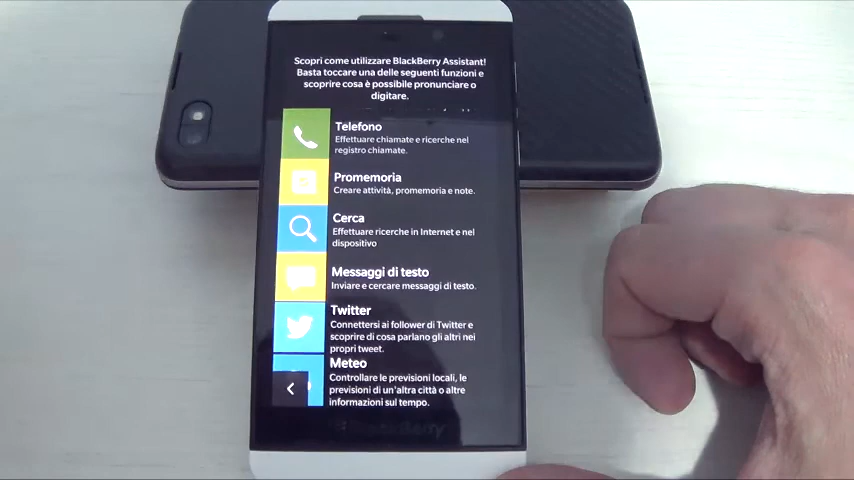 Scopri come utilizzare BlackBerry Assistant!
Basta toccare una delle seguenti funzioni e
scoprire cosa è possibile pronunciare o
digitare.
Telefono
Effettuare chiamate e ricerche nel
registro chiamate.
Promemoria
Creare attività, promemoria e note.
Cerca
Effettuare ricerche in Internet e nel
dispositivo
Messaggi di testo
Inviare e cercare messaggi di testo.
Twitter
Connettersi ai follower di Twitter e
scoprire di cosa parlano gli altri nei
propri tweet.
Meteo
Controllare le previsioni locali, le
previsioni di un'altra città o altre
informazioni sul tempo.
BlackBerry